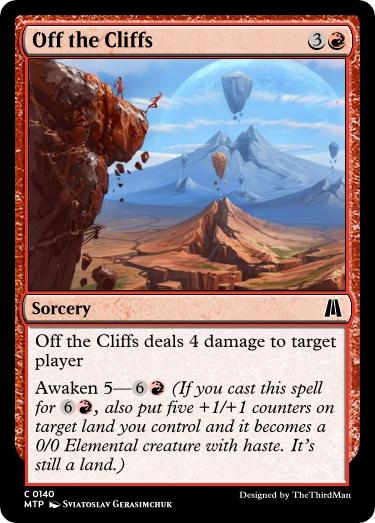 Off the Cliffs 3
Sorcery
Off the Cliffs deals 4 damage to target
player
Awaken 5—6 (If you cast this spell
for 6, also put five +1/+1 counters on
target land you control and it becomes a
0/0 Elemental creature with haste. It's
still a land.)
C 0140
MTP Sviatoslav Gerasimchuk
Designed by TheThirdMan